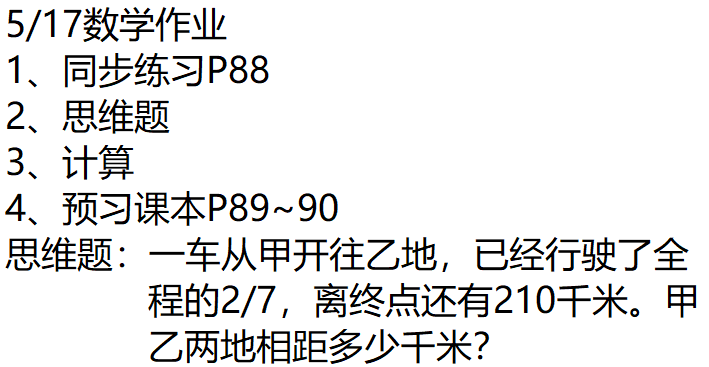 5/17数学作业
1、同步练习P88
2、思维题
3、计算
4、预习课本P89~90
思维题：一车从甲开往乙地，已经行驶了全
程的2/7，离终点还有210千米。甲
乙两地相距多少千米？